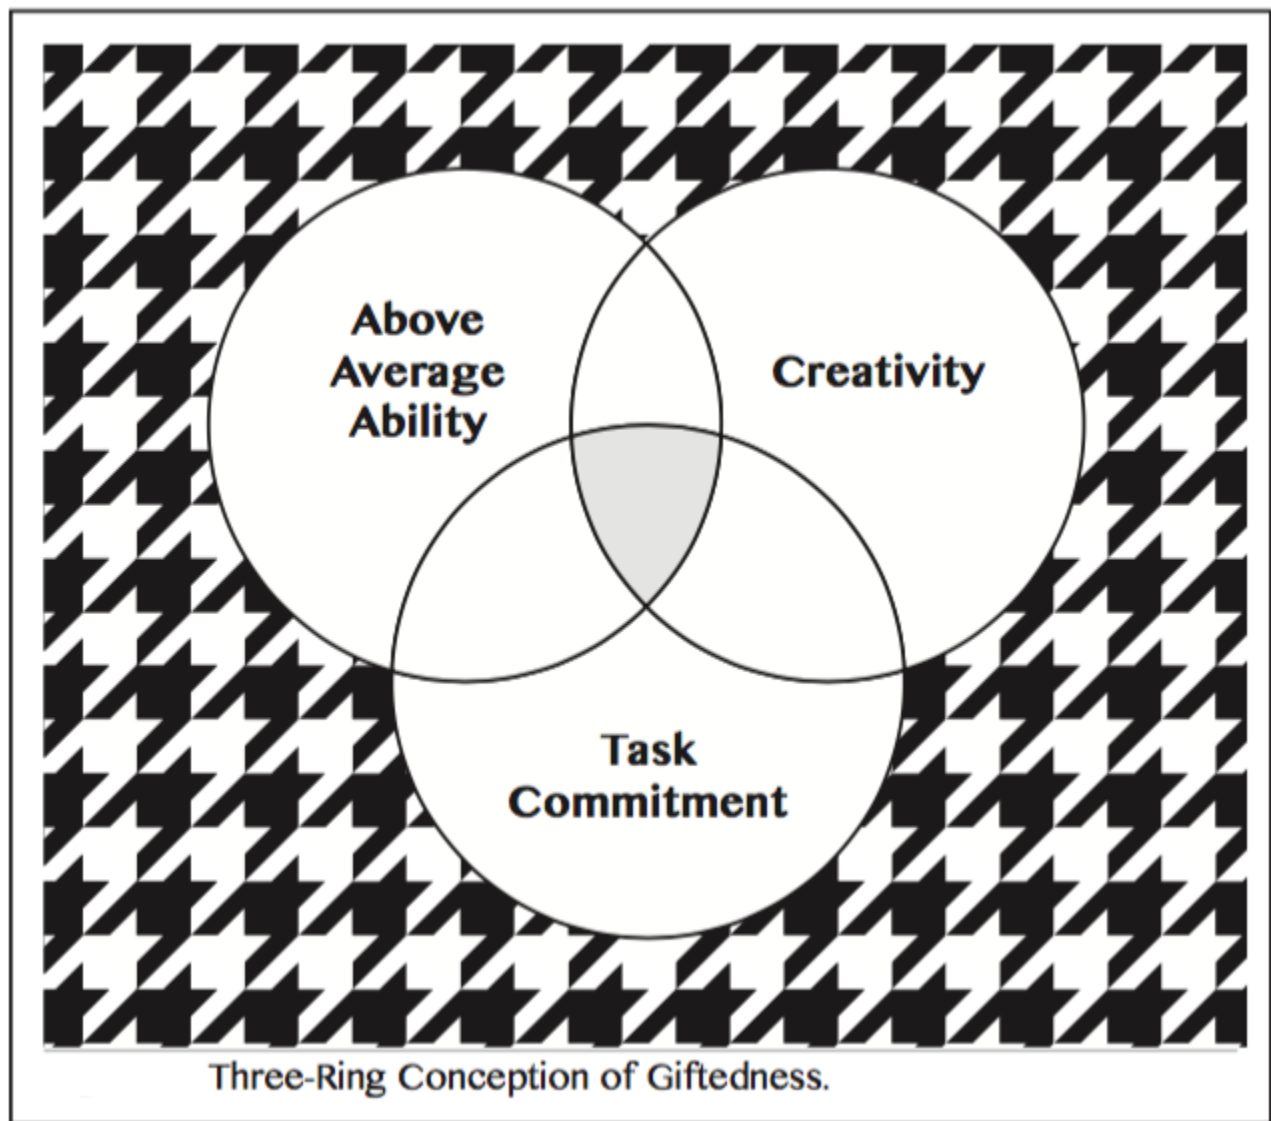 Above
Average
Ability
Creativity
Task
Commitment
Three-Ring Conception of Giftedness.